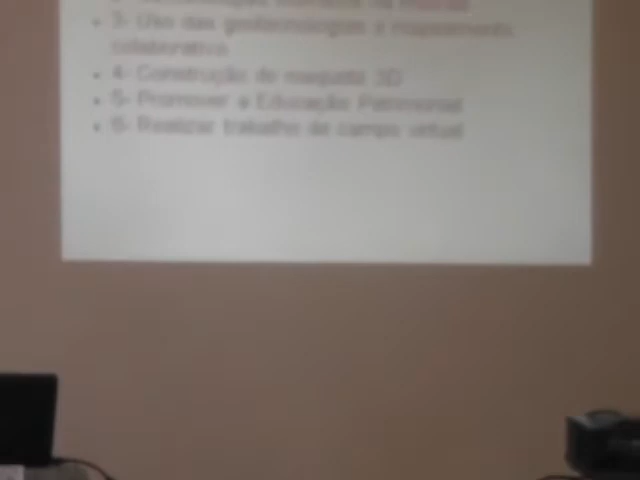 3- Uso das geotecnologias e mapeamento
colaborativo
4- Construção de maquete 3D
5- Promover a Educação Patrimonial
6- Realizar trabalho de campo virtual